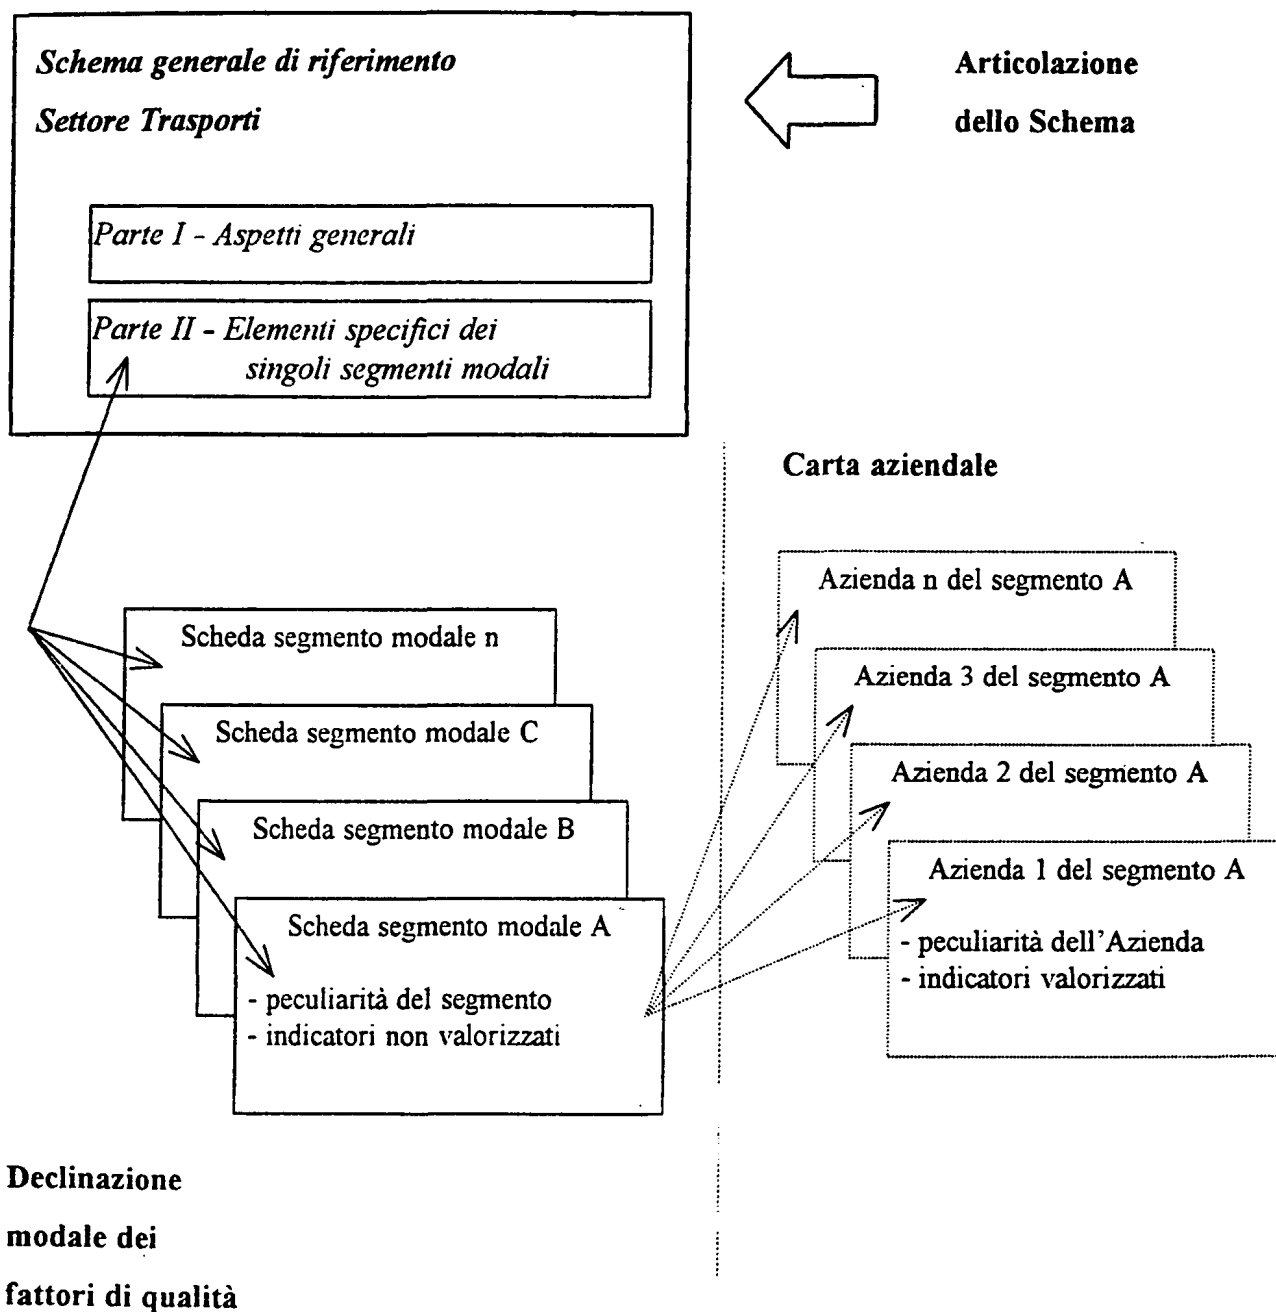 Schema generale di riferimento
Settore Trasporti
Articolazione
dello Schema
Parte I - Aspetti generali
Parte II - Elementi specifici dei
singoli segmenti modali
Carta aziendale
Azienda n del segmento A
Azienda 3 del segmento A
Azienda 2 del segmento A
Azienda 1 del segmento A
- peculiarità dell'Azienda
- indicatori valorizzati
Scheda segmento modale n
Scheda segmento modale C
Scheda segmento modale B
Scheda segmento modale A
- peculiarità del segmento
- indicatori non valorizzati
Declinazione
modale dei
fattori di qualità